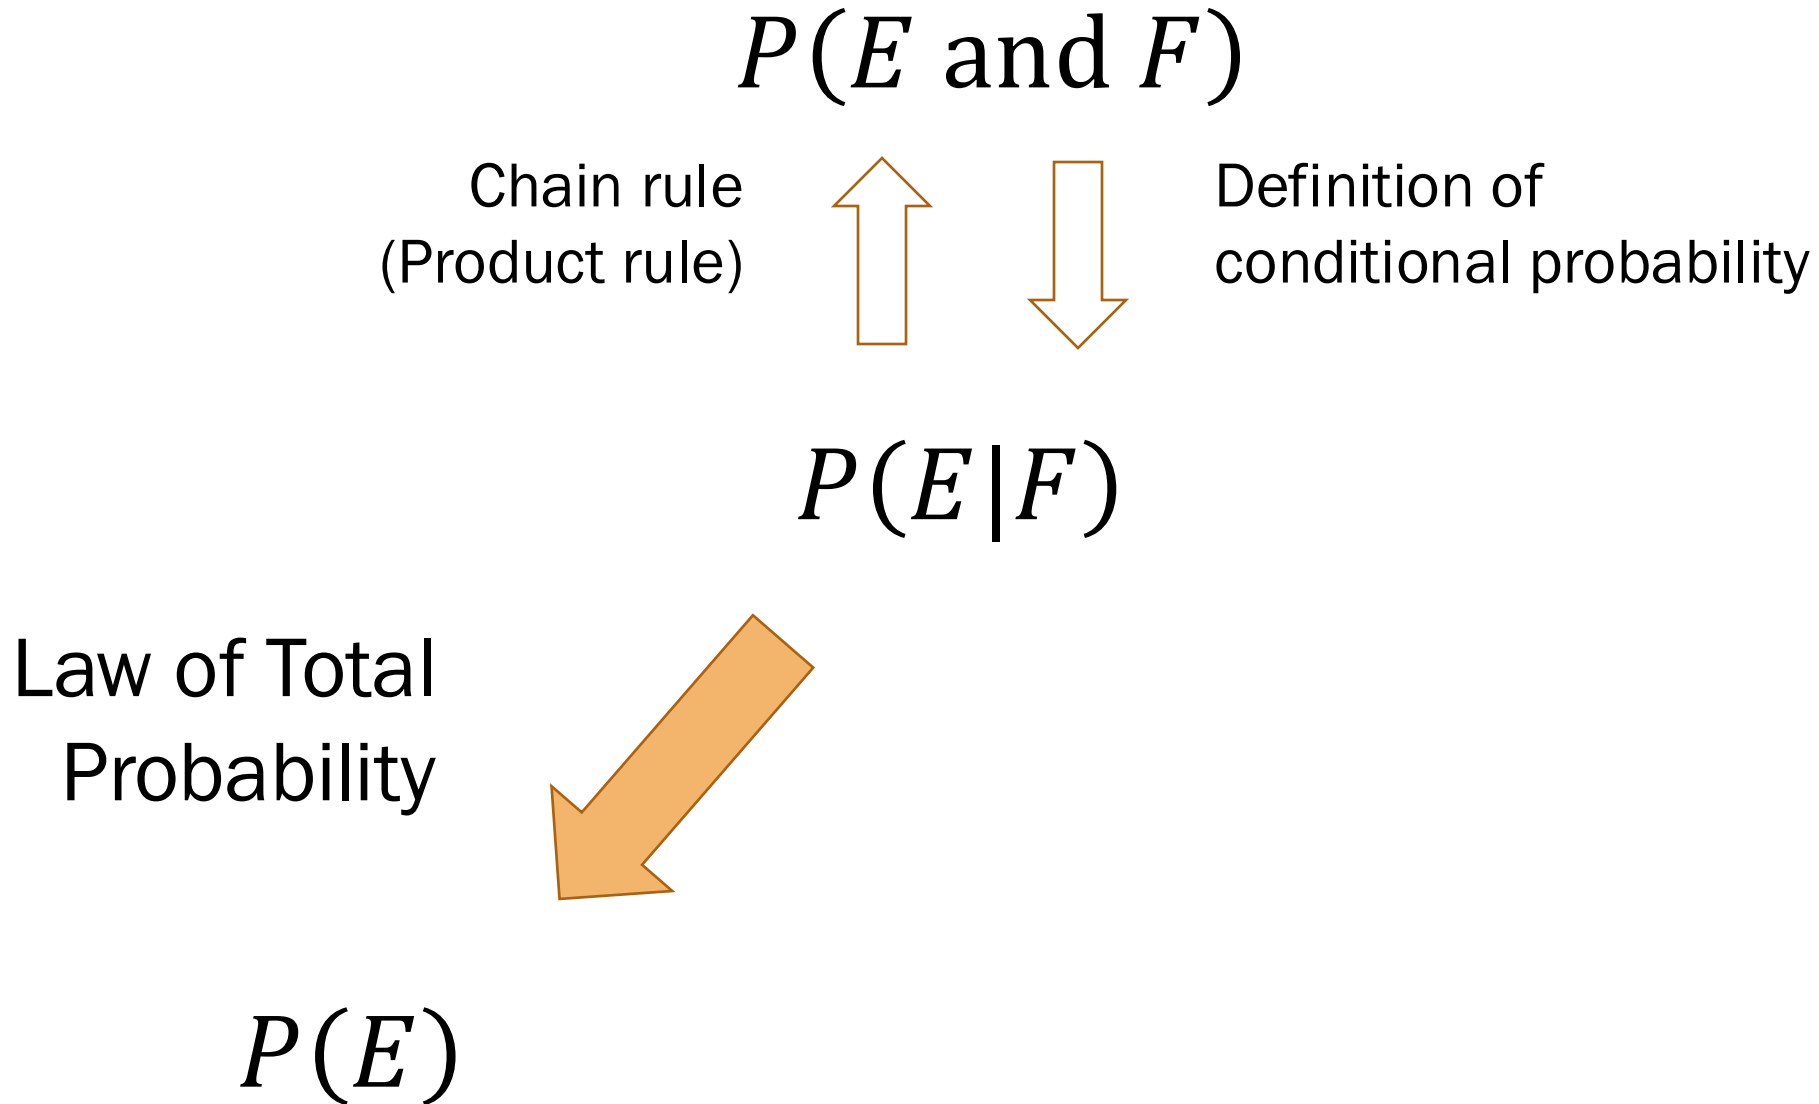 P(E and F)
Chain rule
(Product rule)
Definition of
conditional probability
P(E|F)
Law of Total
Probability
P(E)